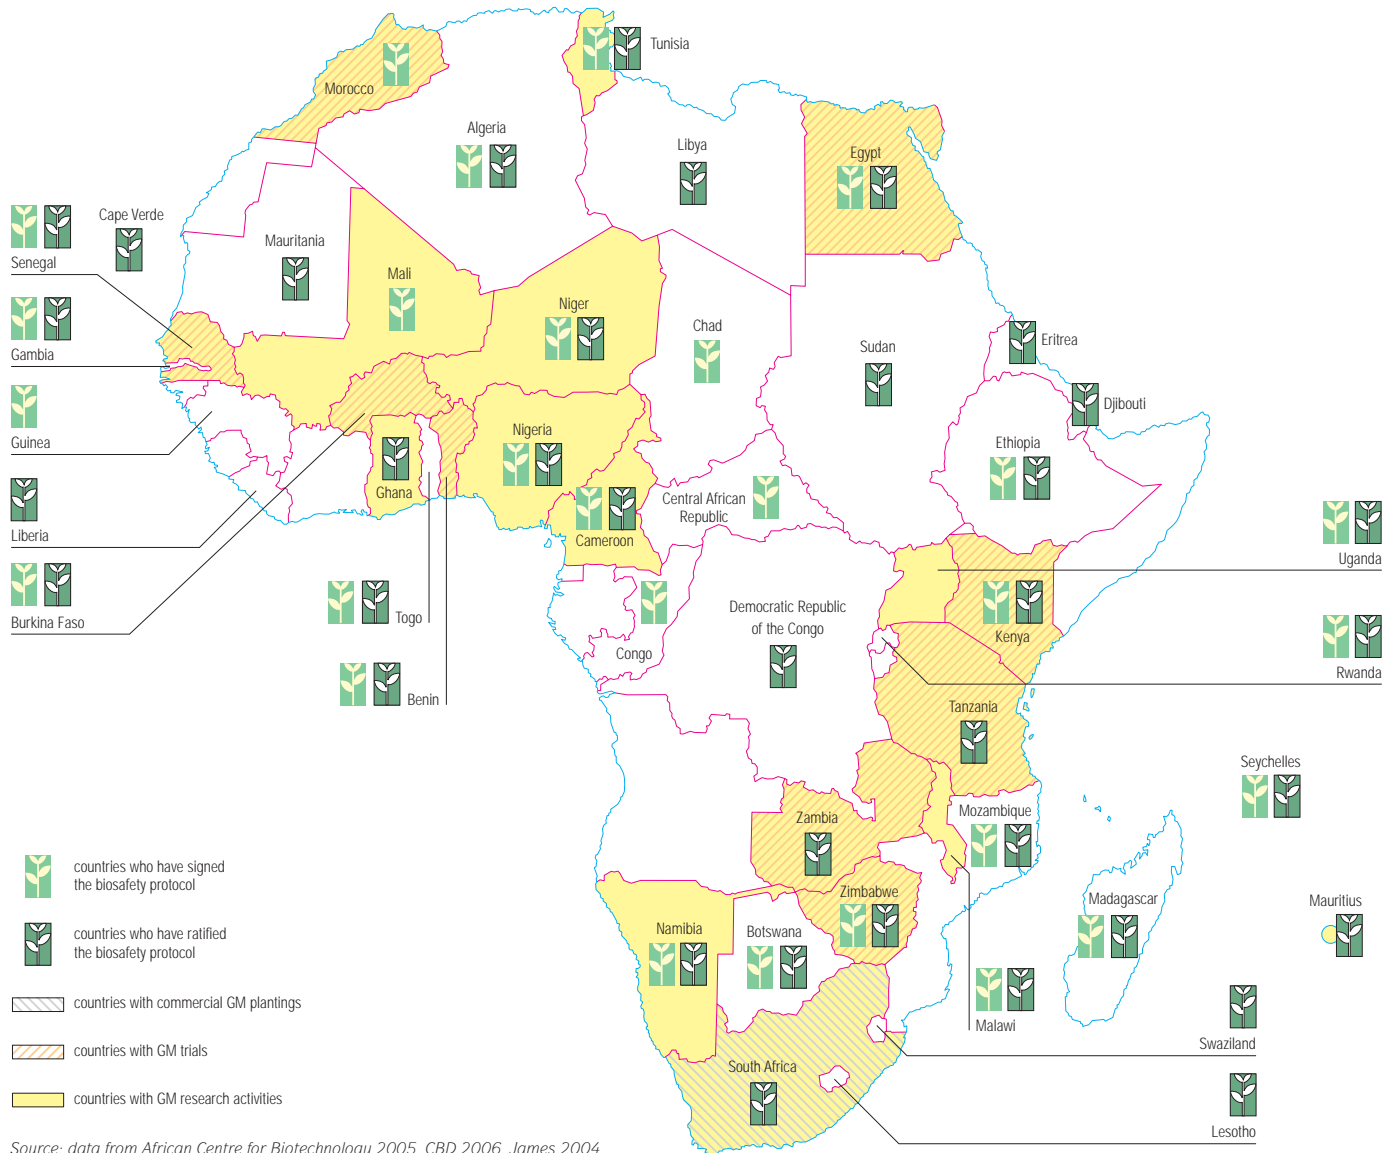 Tunisia
Morocco
Algeria
Libya
Egypt
Cape Verde
Senegal
Mauritania
Mali
Niger
Chad
Sudan
Eritrea
Gambia
Djibouti
Guinea
Nigeria
Ethiopia
Ghana
Central African
Republic
Liberia
Cameroon
Uganda
Togo
Burkina Faso
Democratic Republic
of the Congo
Kenya
Congo
Rwanda
Benin
Tanzania
Seychelles
Mozambique
Zambia
countries who have signed
the biosafety protocol
Zimbabwe
Madagascar
Mauritius
countries who have ratified
the biosafety protocol
Namibia
Botswana
countries with commercial GM plantings
Malawi
Swaziland
countries with GM trials
South Africa
countries with GM research activities
Lesotho
Source: data from African Centre for Biotechnology 2005, CBD 2006, James 2004